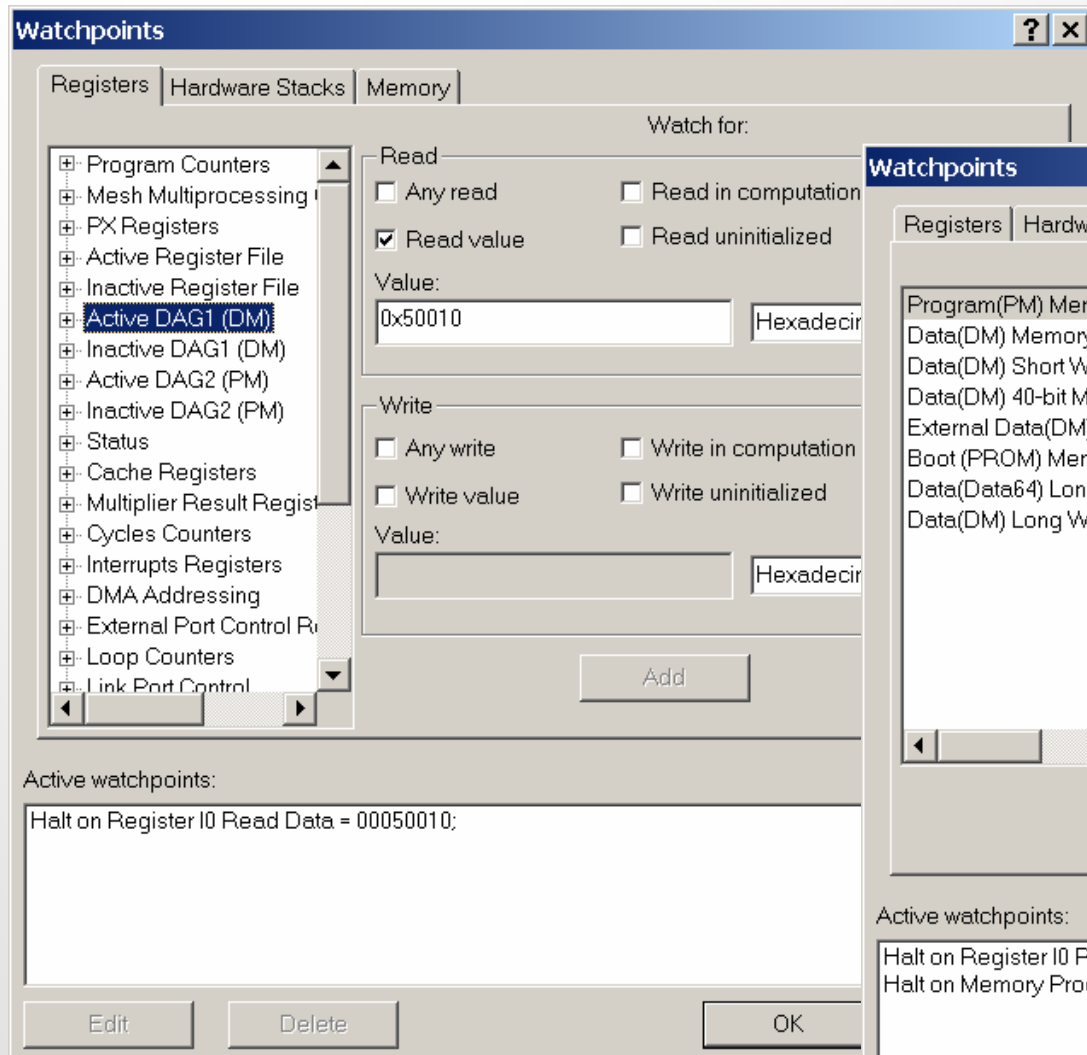 Watchpoints
Registers
Hardware Stacks
Memory
Watch for:
Program Counters
Mesh Multiprocessing
PX Registers
Active Register File
Inactive Register File
Active DAG1 (DM)
Inactive DAG1 (DM)
Active DAG2 (PM)
Inactive DAG2 (PM)
Status
Cache Registers
Multiplier Result Regist
Cycles Counters
Interrupts Registers
DMA Addressing
External Port Control R
Loop Counters
Link Port Control
Read
Any read
Read in computation
Read value
Read uninitialized
Value:
0x50010
Hexadecir
Write
Any write
Write in computation
Write value
Write uninitialized
Value:
Hexadecir
Add
Active watchpoints:
Halt on Register I0 Read Data = 00050010;
Edit
Delete
OK
Watchpoints
Registers
Hardw
Program(PM) Mer
Data(DM) Memory
Data(DM) Short W
Data(DM) 40-bit M
External Data(DM)
Boot (PROM) Mer
Data(Data64) Lon
Data(DM) Long W
Active watchpoints:
Halt on Register I0 R
Halt on Memory Pro